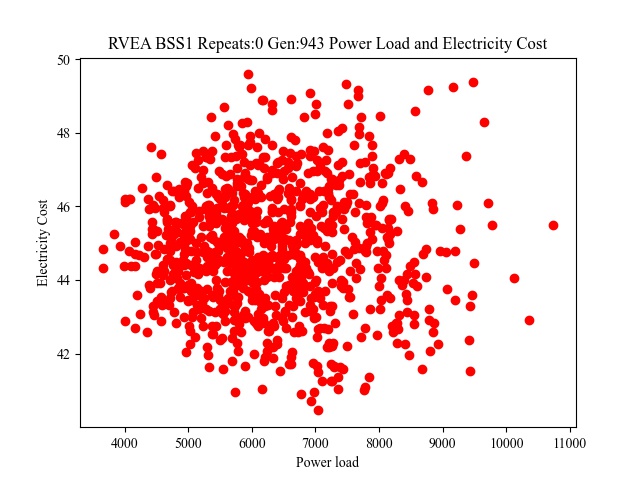 RVEA BSS1 Repeats:0 Gen:943 Power Load and Electricity Cost
50
48
46
44
42
Electricity Cost
4000 5000 6000 7000 8000 9000 10000 11000
Power load